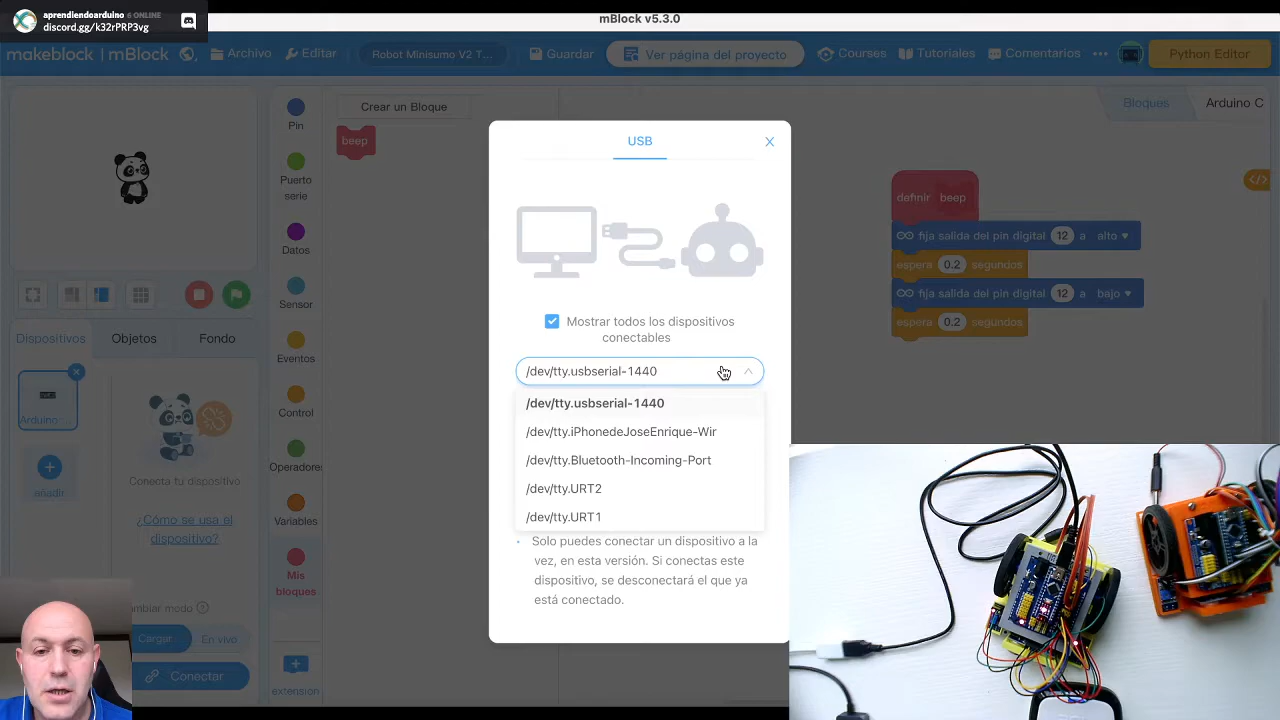 aprendiendoarduino 6 ONLINE
discord.gg/k32rPRP3vg
mBlock v5.3.0
makeblock | mBlock
Archivo
Editar
Robot Minisumo V2 T...
Guardar
Ver página del proyecto
Courses
Tutoriales
Comentarios
Python Editor
Crear un Bloque
beep
Bloques
Arduino C
Pin
Puerto
serie
Datos
Sensor
Eventos
Control
Operadores
Variables
Mis
bloques
extension
Dispositivos
Objetos
Fondo
Arduino-...
añadir
Conecta tu dispositivo
¿Cómo se usa el
dispositivo?
Cargar
En vivo
Conectar
USB
Mostrar todos los dispositivos
conectables
/dev/tty.usbserial-1440
/dev/tty.usbserial-1440
/dev/tty.iPhonedeJoseEnrique-Wir
/dev/tty.Bluetooth-Incoming-Port
/dev/tty.URT2
/dev/tty.URT1
Solo puedes conectar un dispositivo a la
vez, en esta versión. Si conectas este
dispositivo, se desconectará el que ya
está conectado.
definir beep
fija salida del pin digital 12 a alto
espera 0.2 segundos
fija salida del pin digital 12 a bajo
espera 0.2 segundos